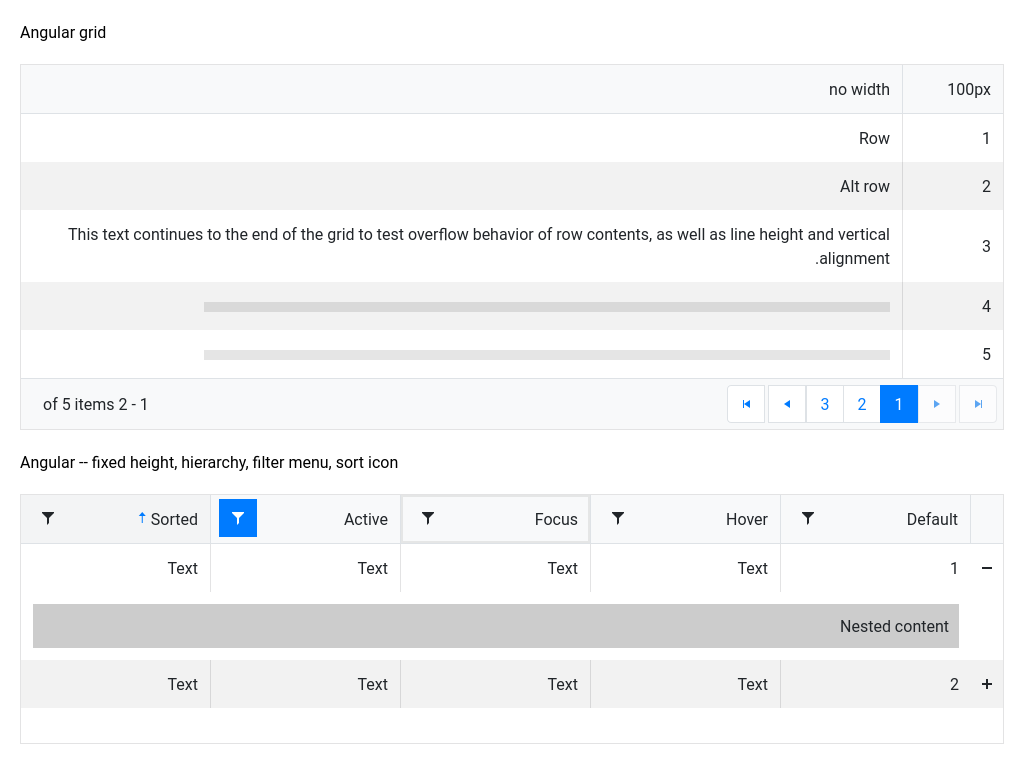 Angular grid
no width 100px
Row 1
Alt row 2
This text continues to the end of the grid to test overflow behavior of row contents, as well as line height and vertical
.alignment
3
4
5
of 5 items 2 - 1
3 2 1
Angular -- fixed height, hierarchy, filter menu, sort icon
Sorted Active Focus Hover Default
Text Text Text Text 1
Nested content
Text Text Text Text 2